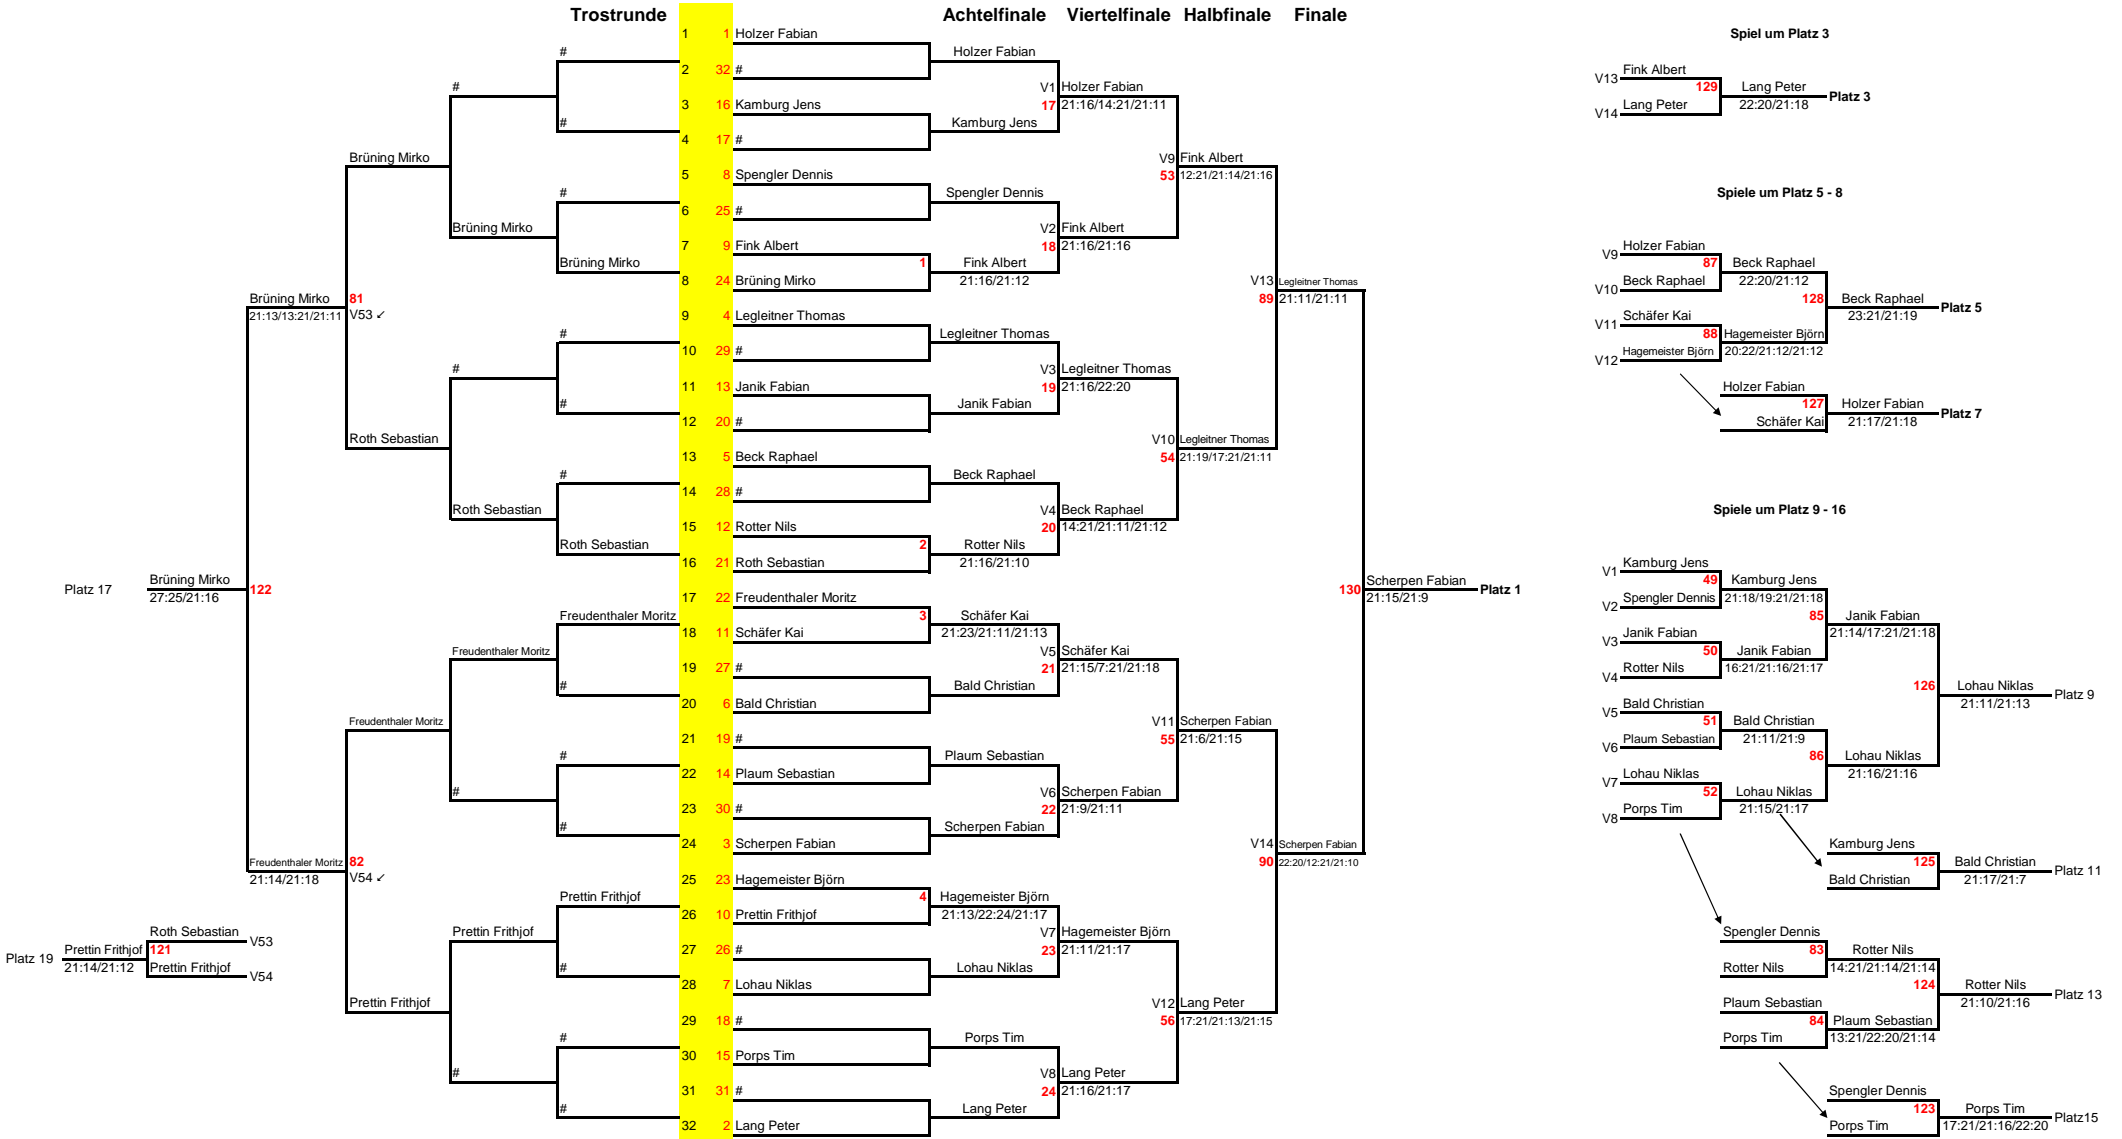 Trostrunde Achtelfinale Viertelfinale Halbfinale Finale
1 1 Holzer Fabian
2 32 #
3 16 Kamburg Jens
4 17 #
5 8 Spengler Dennis
6 25 #
7 9 Fink Albert
1
8 24 Brüning Mirko
9 4 Legleitner Thomas
10 29 #
11 13 Janik Fabian
12 20 #
13 5 Beck Raphael
14 28 #
15 12 Rotter Nils
2
16 21 Roth Sebastian
17 22 Freudenthaler Moritz
3
18 11 Schäfer Kai
19 27 #
20 6 Bald Christian
21 19 #
22 14 Plaum Sebastian
23 30 #
24 3 Scherpen Fabian
25 23 Hagemeister Björn
4
26 10 Prettin Frithjof
27 26 #
28 7 Lohau Niklas
29 18 #
30 15 Porps Tim
31 31 #
32 2 Lang Peter
#
#
#
Brüning Mirko
#
#
#
Roth Sebastian
Freudenthaler Moritz
#
#
#
Prettin Frithjof
#
#
#
#
Brüning Mirko
#
Roth Sebastian
Freudenthaler Moritz
#
Prettin Frithjof
#
Brüning Mirko
81
V53 ↙
Roth Sebastian
Freudenthaler Moritz
82
V54 ↙
Prettin Frithjof
Brüning Mirko
21:13/13:21/21:11
Freudenthaler Moritz
21:14/21:18
Platz 17
Brüning Mirko
122
27:25/21:16
Platz 19
Prettin Frithjof
21:14/21:12
121
Roth Sebastian
V53
Prettin Frithjof
V54
Holzer Fabian
Kamburg Jens
Spengler Dennis
Fink Albert
21:16/21:12
Legleitner Thomas
Janik Fabian
Beck Raphael
Rotter Nils
21:16/21:10
Schäfer Kai
21:23/21:11/21:13
Bald Christian
Plaum Sebastian
Scherpen Fabian
Hagemeister Björn
21:13/22:24/21:17
Lohau Niklas
Porps Tim
Lang Peter
V1 Holzer Fabian
17 21:16/14:21/21:11
V2 Fink Albert
18 21:16/21:16
V3 Legleitner Thomas
19 21:16/22:20
V4 Beck Raphael
20 14:21/21:11/21:12
V5 Schäfer Kai
21 21:15/7:21/21:18
V6 Scherpen Fabian
22 21:9/21:11
V7 Hagemeister Björn
23 21:11/21:17
V8 Lang Peter
24 21:16/21:17
V9 Fink Albert
53 12:21/21:14/21:16
V10 Legleitner Thomas
54 21:19/17:21/21:11
V11 Scherpen Fabian
55 21:6/21:15
V12 Lang Peter
56 17:21/21:13/21:15
V13 Legleitner Thomas
89 21:11/21:11
V14 Scherpen Fabian
90 22:20/12:21/21:10
130 Scherpen Fabian
21:15/21:9
Platz 1
Spiel um Platz 3
V13 Fink Albert
129
V14 Lang Peter
Lang Peter
22:20/21:18
Platz 3
Spiele um Platz 5 - 8
V9 Holzer Fabian
87
V10 Beck Raphael
Beck Raphael
22:20/21:12
V11 Schäfer Kai
88
V12 Hagemeister Björn
Hagemeister Björn
20:22/21:12/21:12
128
Beck Raphael
23:21/21:19
Platz 5
Holzer Fabian
127
Schäfer Kai
Holzer Fabian
21:17/21:18
Platz 7
Spiele um Platz 9 - 16
V1 Kamburg Jens
49
V2 Spengler Dennis
Kamburg Jens
21:18/19:21/21:18
V3 Janik Fabian
50
V4 Rotter Nils
Janik Fabian
16:21/21:16/21:17
85
Janik Fabian
21:14/17:21/21:18
V5 Bald Christian
51
V6 Plaum Sebastian
Bald Christian
21:11/21:9
V7 Lohau Niklas
52
V8 Porps Tim
Lohau Niklas
21:15/21:17
86
Lohau Niklas
21:16/21:16
126
Lohau Niklas
21:11/21:13
Platz 9
Kamburg Jens
125
Bald Christian
Bald Christian
21:17/21:7
Platz 11
Spengler Dennis
83
Rotter Nils
Rotter Nils
14:21/21:14/21:14
Plaum Sebastian
84
Porps Tim
Plaum Sebastian
13:21/22:20/21:14
124
Rotter Nils
21:10/21:16
Platz 13
Spengler Dennis
123
Porps Tim
Porps Tim
17:21/21:16/22:20
Platz15